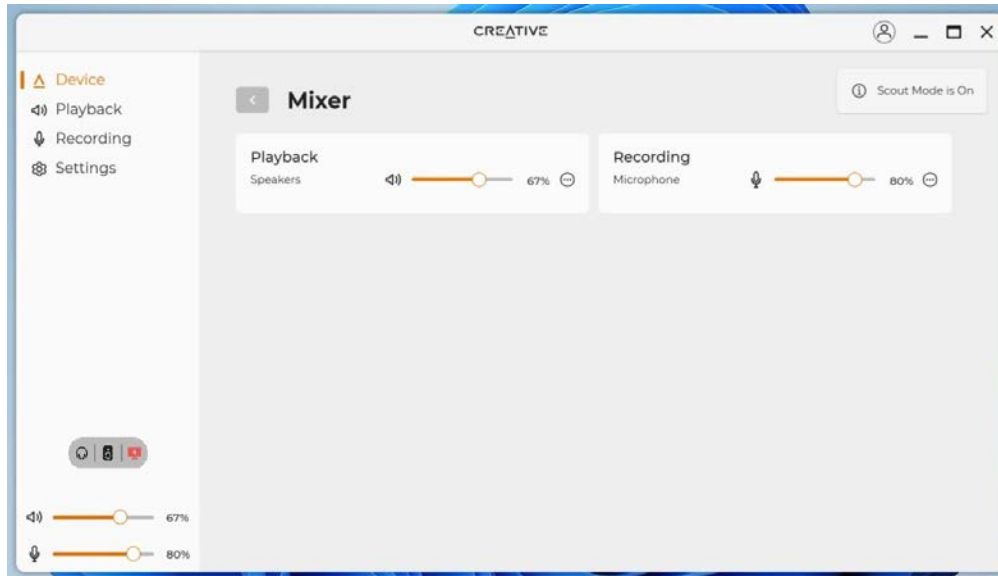 CREATIVE
Device
Playback
Recording
Settings
Mixer
Scout Mode is On
Playback
Speakers
67%
Recording
Microphone
80%
67%
80%